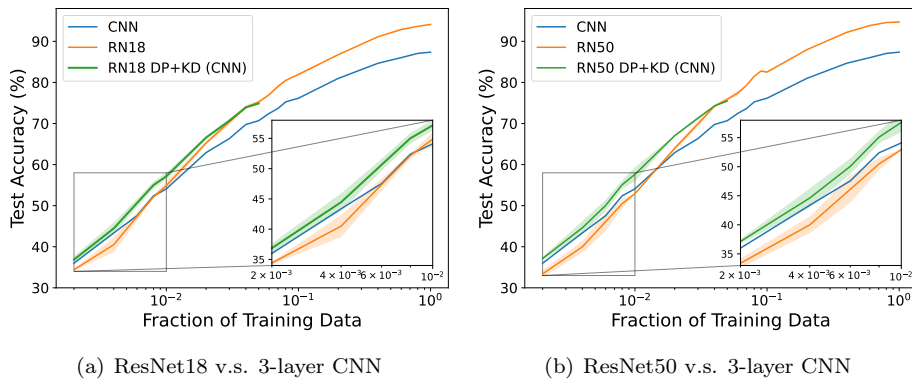 CNN
RN18
RN18 DP+KD (CNN)
Test Accuracy (%)
90
80
70
60
50
40
30
55
50
45
40
35
2 × 10⁻³
4 × 10⁻³
6 × 10⁻³
10⁻²
10⁻²
10⁻¹
10⁰
Fraction of Training Data
(a) ResNet18 v.s. 3-layer CNN
CNN
RN50
RN50 DP+KD (CNN)
Test Accuracy (%)
90
80
70
60
50
40
30
55
50
45
40
35
2 × 10⁻³
4 × 10⁻³
6 × 10⁻³
10⁻²
10⁻²
10⁻¹
10⁰
Fraction of Training Data
(b) ResNet50 v.s. 3-layer CNN